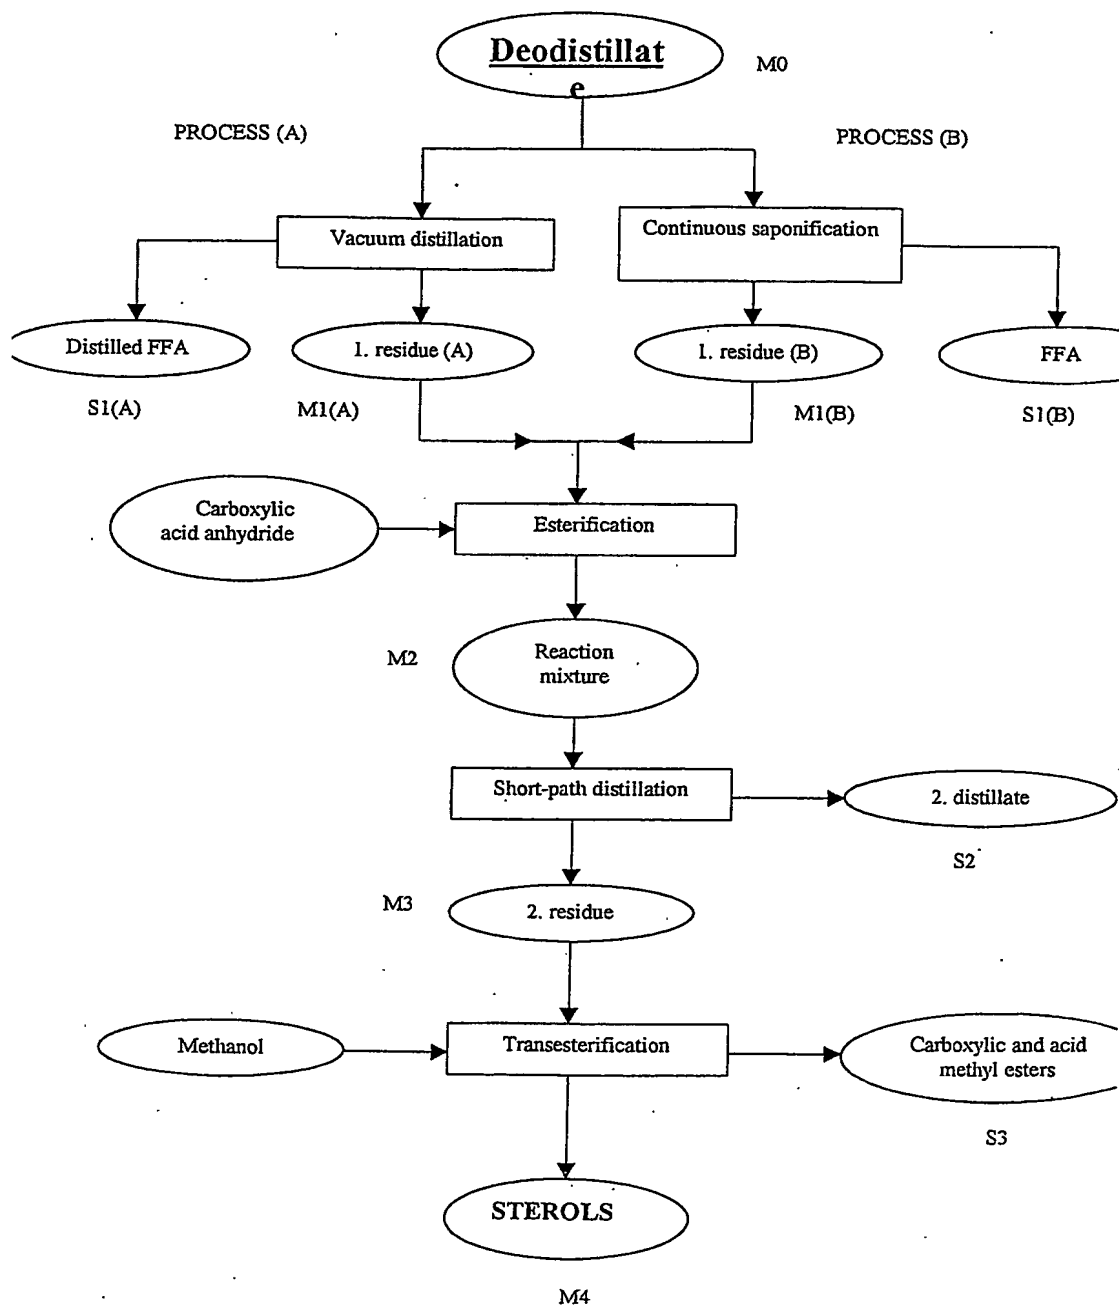 Deodistillat
e
M0
PROCESS (A)
PROCESS (B)
Vacuum distillation
Continuous saponification
Distilled FFA
1. residue (A)
1. residue (B)
FFA
S1(A)
M1(A)
M1(B)
S1(B)
Carboxylic
acid anhydride
Esterification
M2
Reaction
mixture
Short-path distillation
2. distillate
S2
M3
2. residue
Methanol
Transesterification
Carboxylic and acid
methyl esters
S3
STEROLS
M4